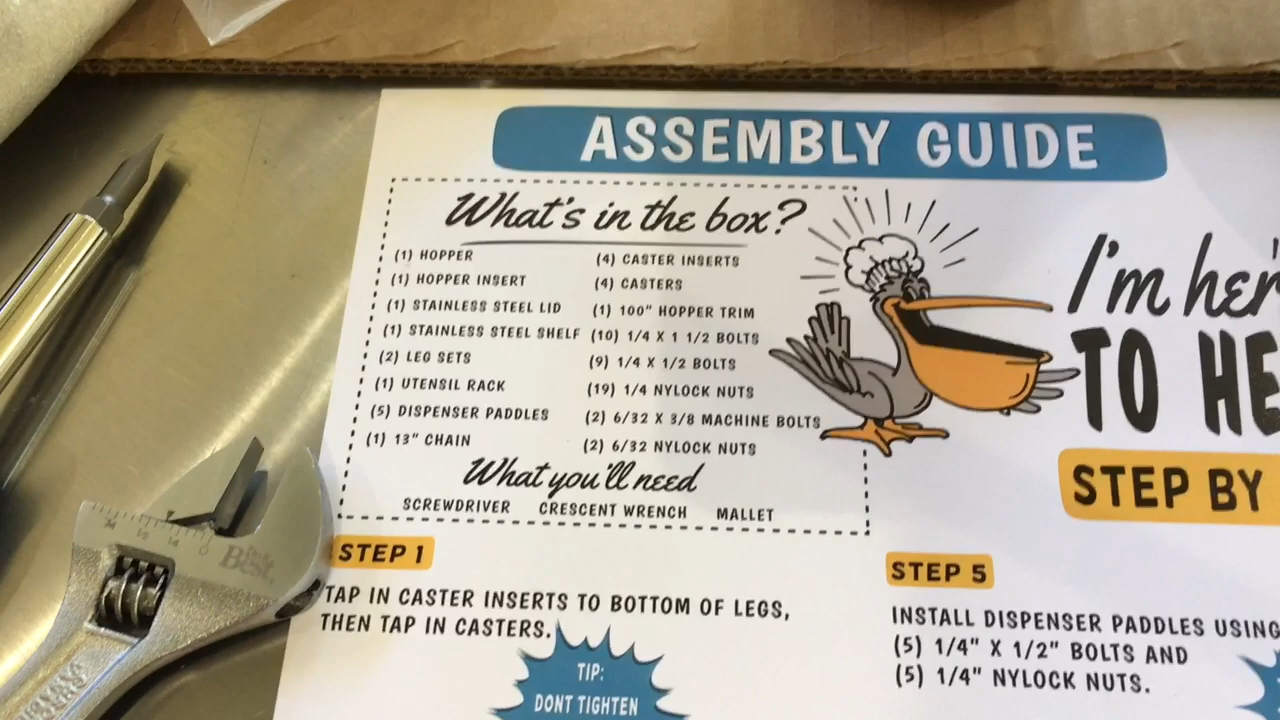 ASSEMBLY GUIDE
What's in the box?
(1) HOPPER
(1) HOPPER INSERT
(1) STAINLESS STEEL LID
(1) STAINLESS STEEL SHELF
(2) LEG SETS
(1) UTENSIL RACK
(5) DISPENSER PADDLES
(1) 13" CHAIN
(4) CASTER INSERTS
(4) CASTERS
(1) 100" HOPPER TRIM
(10) 1/4 X 1 1/2 BOLTS
(9) 1/4 X 1/2 BOLTS
(19) 1/4 NYLOCK NUTS
(2) 6/32 X 3/8 MACHINE BOLTS
(2) 6/32 NYLOCK NUTS
What you'll need
SCREWDRIVER CRESCENT WRENCH MALLET
I'm her
TO HE
STEP BY
STEP 1
TAP IN CASTER INSERTS TO BOTTOM OF LEGS,
THEN TAP IN CASTERS.
TIP:
DONT TIGHTEN
STEP 5
INSTALL DISPENSER PADDLES USING
(5) 1/4" X 1/2" BOLTS AND
(5) 1/4" NYLOCK NUTS.
Best